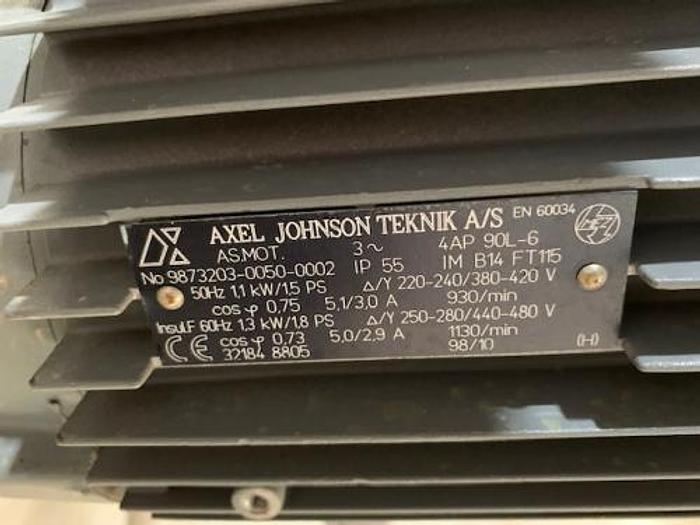 AXEL JOHNSON TEKNIK A/S EN 60034
AS.MOT. 3~ 4AP 90L-6
No 9873203-0050-0002 IP 55 IM B14 FT115
50Hz 1,1 kW/1,5 PS Δ/Y 220-240/380-420 V
cos φ 0,75 5,1/3,0 A 930/min
Insul.F 60Hz 1,3 kW/1,8 PS Δ/Y 250-280/440-480 V
cos φ 0,73 5,0/2,9 A 1130/min
CE 32184 8805 98/10 (H)